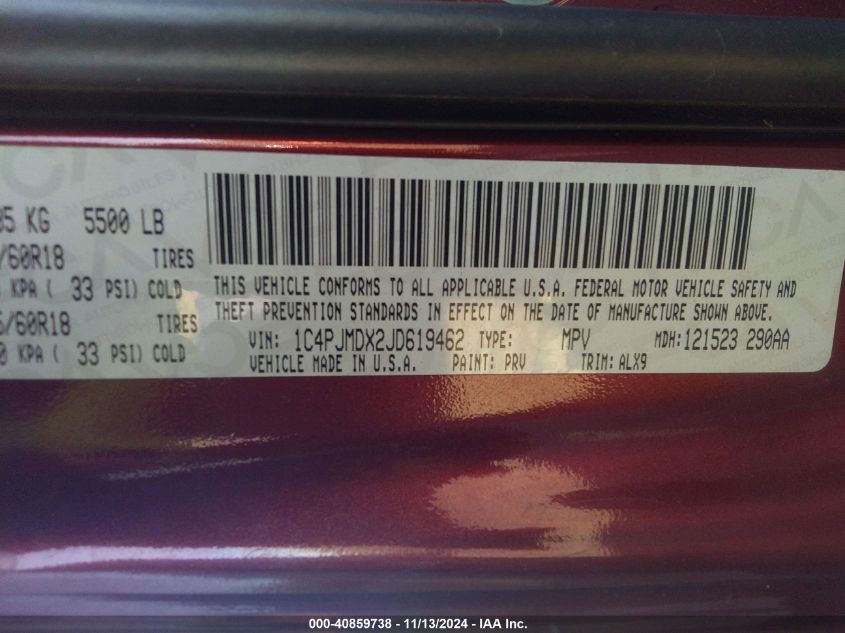 05 KG 5500 LB
/60R18 TIRES
KPA ( 33 PSI) COLD
/60R18 TIRES
0 KPA ( 33 PSI) COLD
THIS VEHICLE CONFORMS TO ALL APPLICABLE U.S.A. FEDERAL MOTOR VEHICLE SAFETY AND
THEFT PREVENTION STANDARDS IN EFFECT ON THE DATE OF MANUFACTURE SHOWN ABOVE.
VIN: 1C4PJMDX2JD619462 TYPE: MPV MDH: 121523 290AA
VEHICLE MADE IN U.S.A. PAINT: PRV TRIM: ALX9
000-40859738 - 11/13/2024 - IAA Inc.